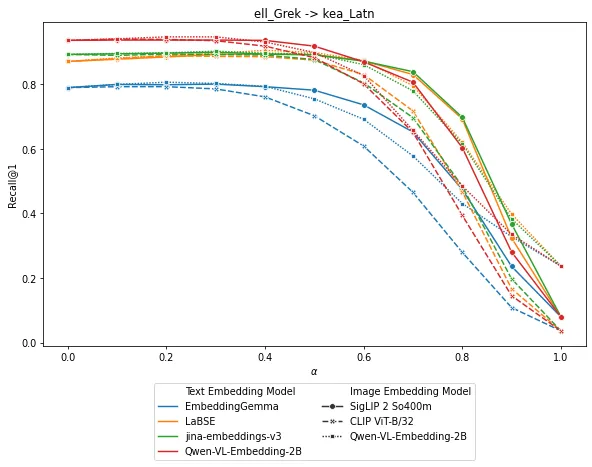 ell_Grek -> kea_Latn
Recall@1
0.8
0.6
0.4
0.2
0.0
0.0 0.2 0.4 0.6 0.8 1.0
α
Text Embedding Model
EmbeddingGemma
LaBSE
jina-embeddings-v3
Qwen-VL-Embedding-2B
Image Embedding Model
SigLIP 2 So400m
CLIP ViT-B/32
Qwen-VL-Embedding-2B